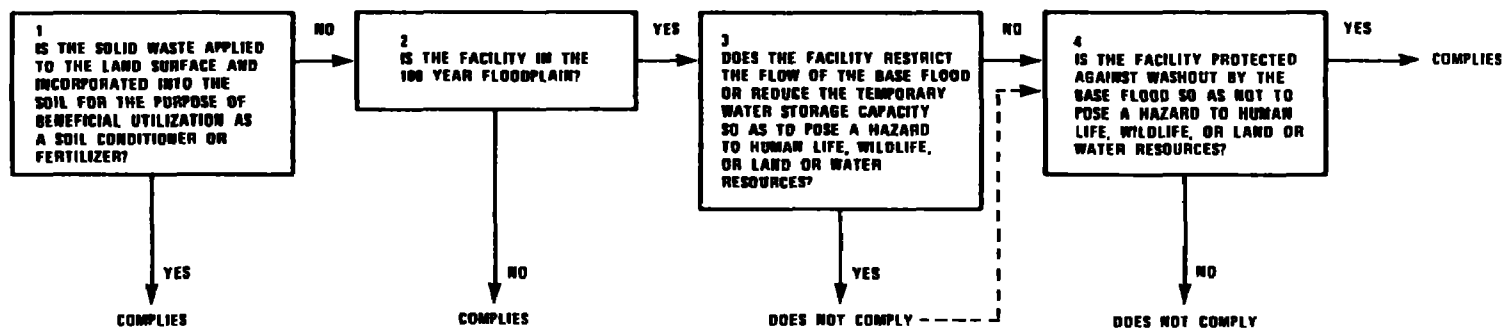 1
IS THE SOLID WASTE APPLIED
TO THE LAND SURFACE AND
INCORPORATED INTO THE
SOIL FOR THE PURPOSE OF
BENEFICIAL UTILIZATION AS
A SOIL CONDITIONER OR
FERTILIZER?
NO
YES
COMPLIES
2
IS THE FACILITY IN THE
100 YEAR FLOODPLAIN?
YES
NO
COMPLIES
3
DOES THE FACILITY RESTRICT
THE FLOW OF THE BASE FLOOD
OR REDUCE THE TEMPORARY
WATER STORAGE CAPACITY
SO AS TO POSE A HAZARD
TO HUMAN LIFE, WILDLIFE,
OR LAND OR WATER
RESOURCES?
NO
YES
DOES NOT COMPLY
4
IS THE FACILITY PROTECTED
AGAINST WASHOUT BY THE
BASE FLOOD SO AS NOT TO
POSE A HAZARD TO HUMAN
LIFE, WILDLIFE, OR LAND OR
WATER RESOURCES?
YES
COMPLIES
NO
DOES NOT COMPLY